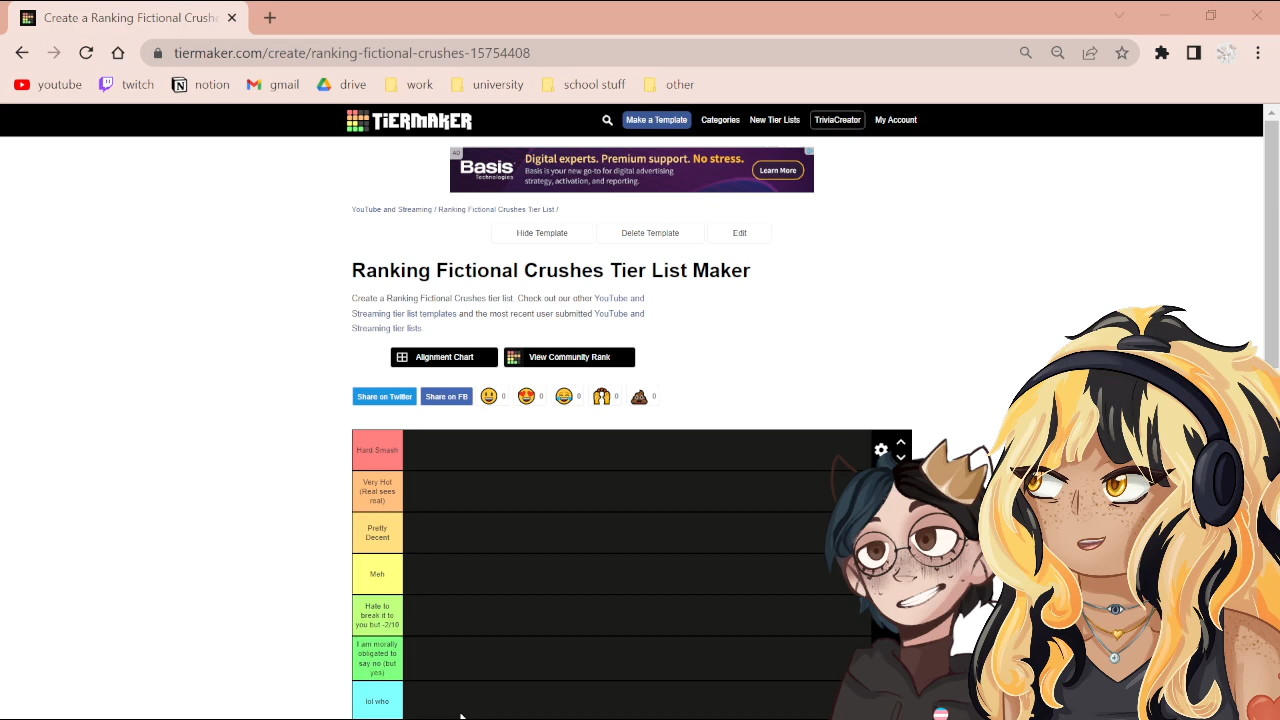 Create a Ranking Fictional Crushe
tiermaker.com/create/ranking-fictional-crushes-15754408
youtube twitch notion gmail drive work university school stuff other
TiERMAKER Make a Template Categories New Tier Lists TriviaCreator My Account
AD
Basis Technologies
Digital experts. Premium support. No stress.
Basis is your new go-to for digital advertising
strategy, activation, and reporting.
Learn More
YouTube and Streaming / Ranking Fictional Crushes Tier List /
Hide Template Delete Template Edit
Ranking Fictional Crushes Tier List Maker
Create a Ranking Fictional Crushes tier list. Check out our other YouTube and
Streaming tier list templates and the most recent user submitted YouTube and
Streaming tier lists.
Alignment Chart View Community Rank
Share on Twitter Share on FB 0 0 0 0 0
Hard Smash
Very Hot
(Real sees
real)
Pretty
Decent
Meh
Hate to
break it to
you but -2/10
I am morally
obligated to
say no (but
yes)
lol who